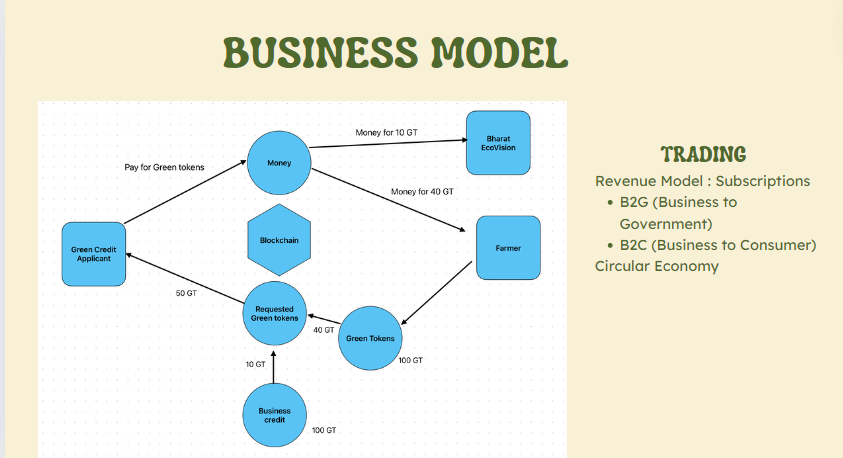 BUSINESS MODEL
Money for 10 GT
Bharat
EcoVision
Money
Pay for Green tokens
Money for 40 GT
Blockchain
Green Credit
Applicant
Farmer
50 GT
Requested
Green tokens
40 GT
Green Tokens
100 GT
10 GT
Business
credit
100 GT
TRADING
Revenue Model : Subscriptions
• B2G (Business to
Government)
• B2C (Business to Consumer)
Circular Economy